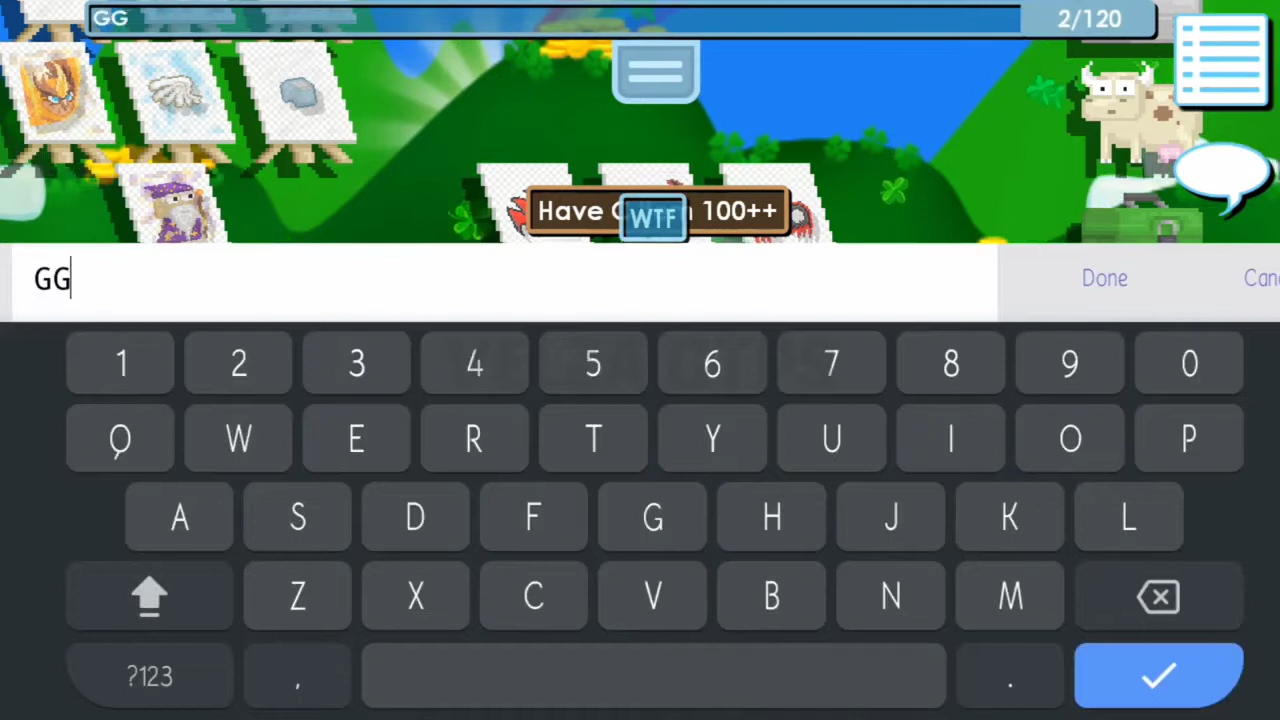 GG 2/120
Have 100++
WTF
GG Done
1 2 3 4 5 6 7 8 9 0
Q W E R T Y U I O P
A S D F G H J K L
Z X C V B N M
?123 , .